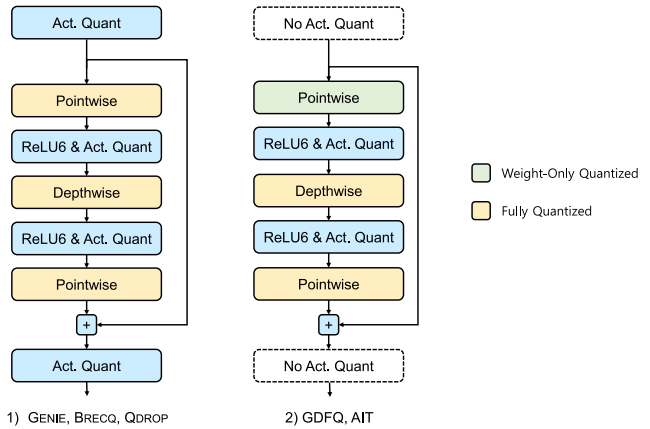 Act. Quant
Pointwise
ReLU6 & Act. Quant
Depthwise
ReLU6 & Act. Quant
Pointwise
+
Act. Quant
1) GENIE, BRECQ, QDROP
No Act. Quant
Pointwise
ReLU6 & Act. Quant
Depthwise
ReLU6 & Act. Quant
Pointwise
+
No Act. Quant
2) GDFQ, AIT
Weight-Only Quantized
Fully Quantized